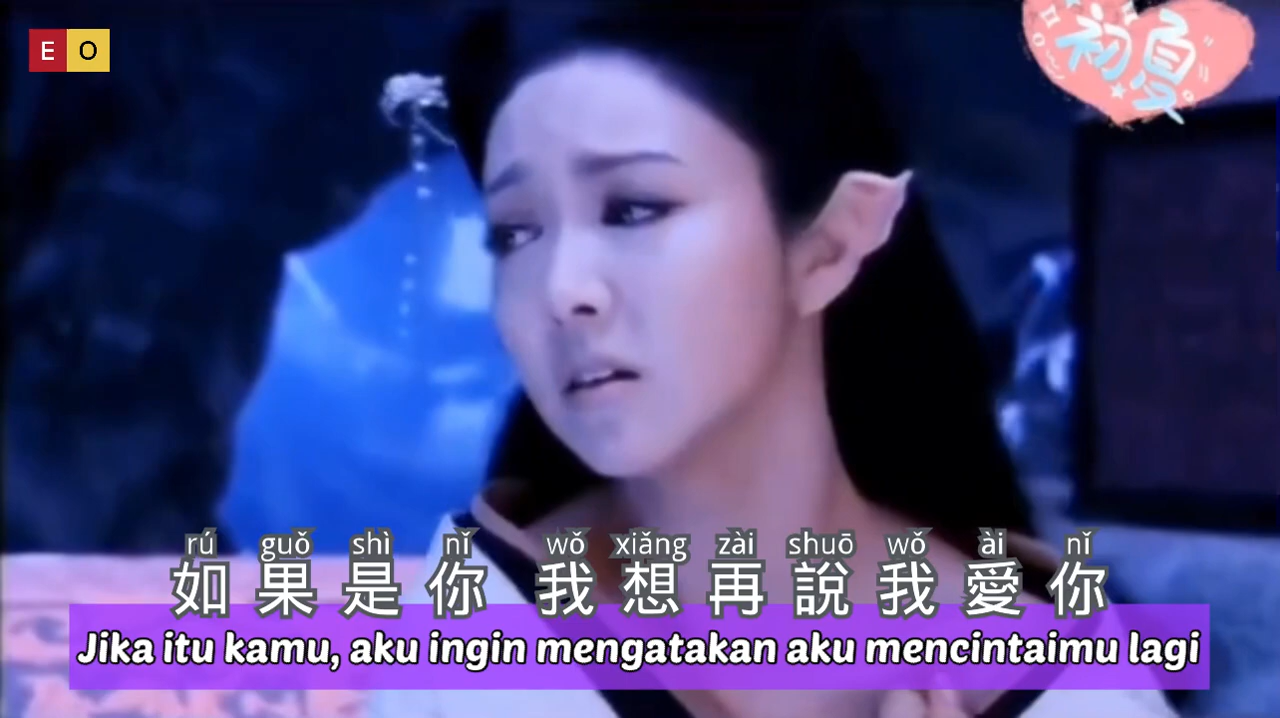 E O
初夏
rú guǒ shì nǐ wǒ xiǎng zài shuō wǒ ài nǐ
如果是你 我想再說我愛你
Jika itu kamu, aku ingin mengatakan aku mencintaimu lagi